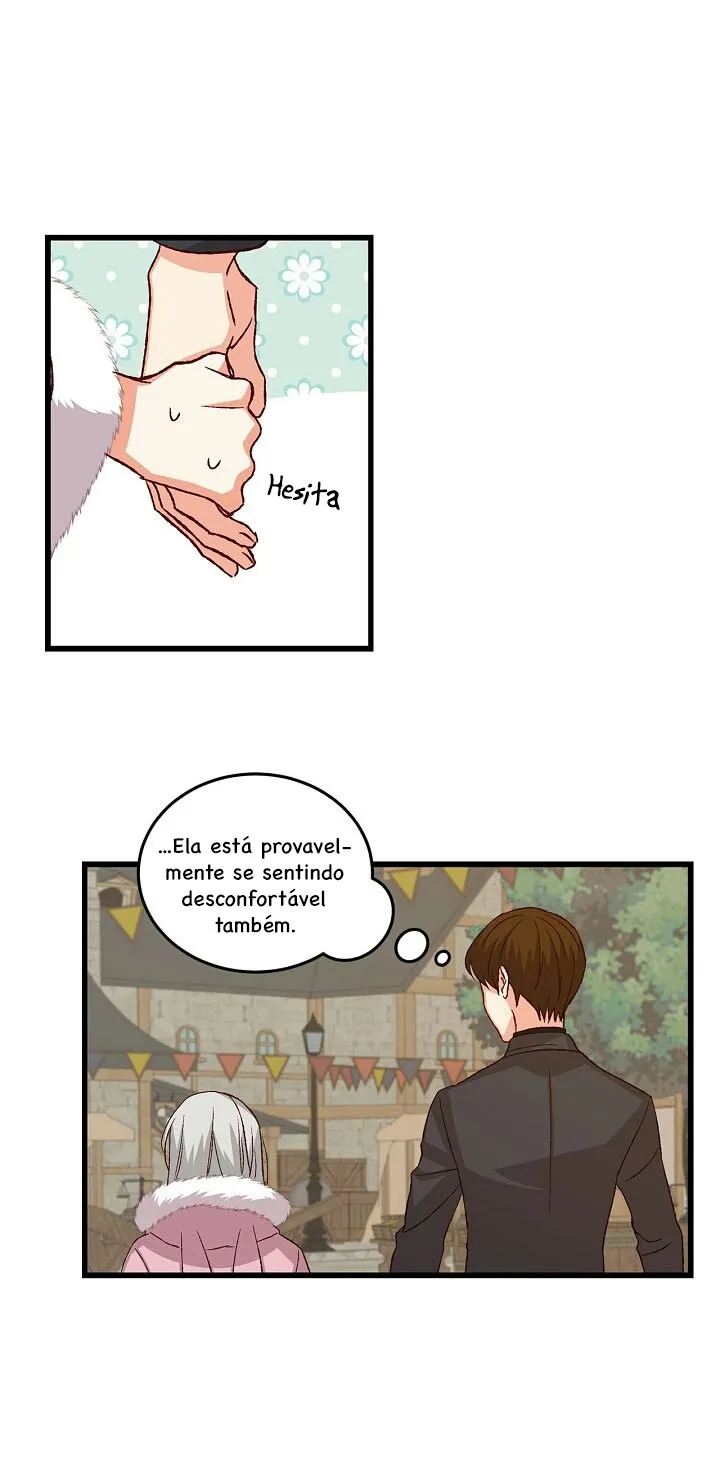 Hesita
...Ela está provavel-
mente se sentindo
desconfortável
também.